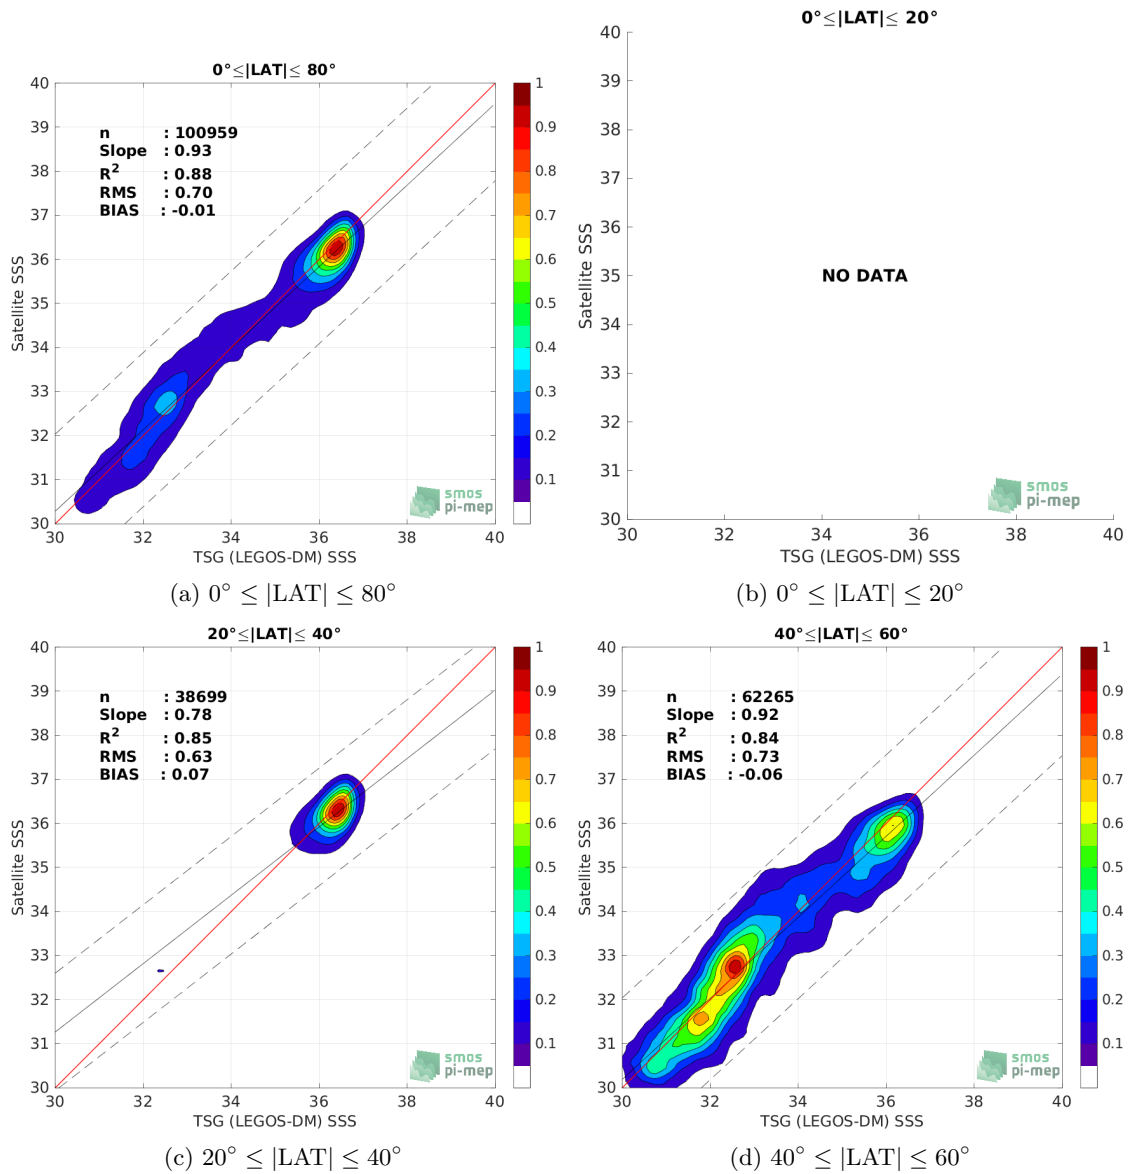 0°≤|LAT|≤ 80°
40
39
38
37
36
35
34
33
32
31
30
Satellite SSS
n : 100959
Slope : 0.93
R² : 0.88
RMS : 0.70
BIAS : -0.01
smos
pi-mep
30 32 34 36 38 40
TSG (LEGOS-DM) SSS
1
0.9
0.8
0.7
0.6
0.5
0.4
0.3
0.2
0.1
(a) 0° ≤ |LAT| ≤ 80°
0°≤|LAT|≤ 20°
40
39
38
37
36
35
34
33
32
31
30
Satellite SSS
NO DATA
smos
pi-mep
30 32 34 36 38 40
TSG (LEGOS-DM) SSS
(b) 0° ≤ |LAT| ≤ 20°
20°≤|LAT|≤ 40°
40
39
38
37
36
35
34
33
32
31
30
Satellite SSS
n : 38699
Slope : 0.78
R² : 0.85
RMS : 0.63
BIAS : 0.07
smos
pi-mep
30 32 34 36 38 40
TSG (LEGOS-DM) SSS
1
0.9
0.8
0.7
0.6
0.5
0.4
0.3
0.2
0.1
(c) 20° ≤ |LAT| ≤ 40°
40°≤|LAT|≤ 60°
40
39
38
37
36
35
34
33
32
31
30
Satellite SSS
n : 62265
Slope : 0.92
R² : 0.84
RMS : 0.73
BIAS : -0.06
smos
pi-mep
30 32 34 36 38 40
TSG (LEGOS-DM) SSS
1
0.9
0.8
0.7
0.6
0.5
0.4
0.3
0.2
0.1
(d) 40° ≤ |LAT| ≤ 60°